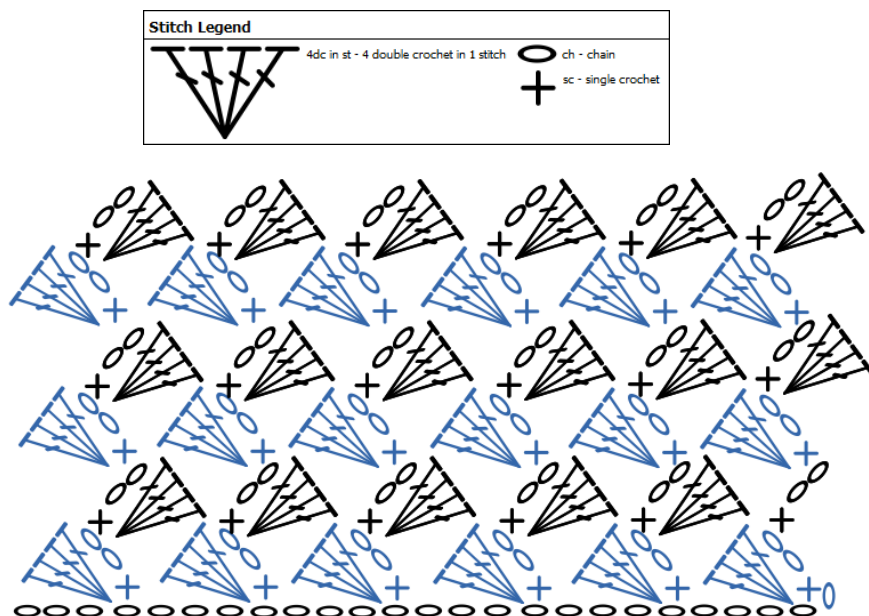 Stitch Legend
4dc in st - 4 double crochet in 1 stitch
ch - chain
sc - single crochet